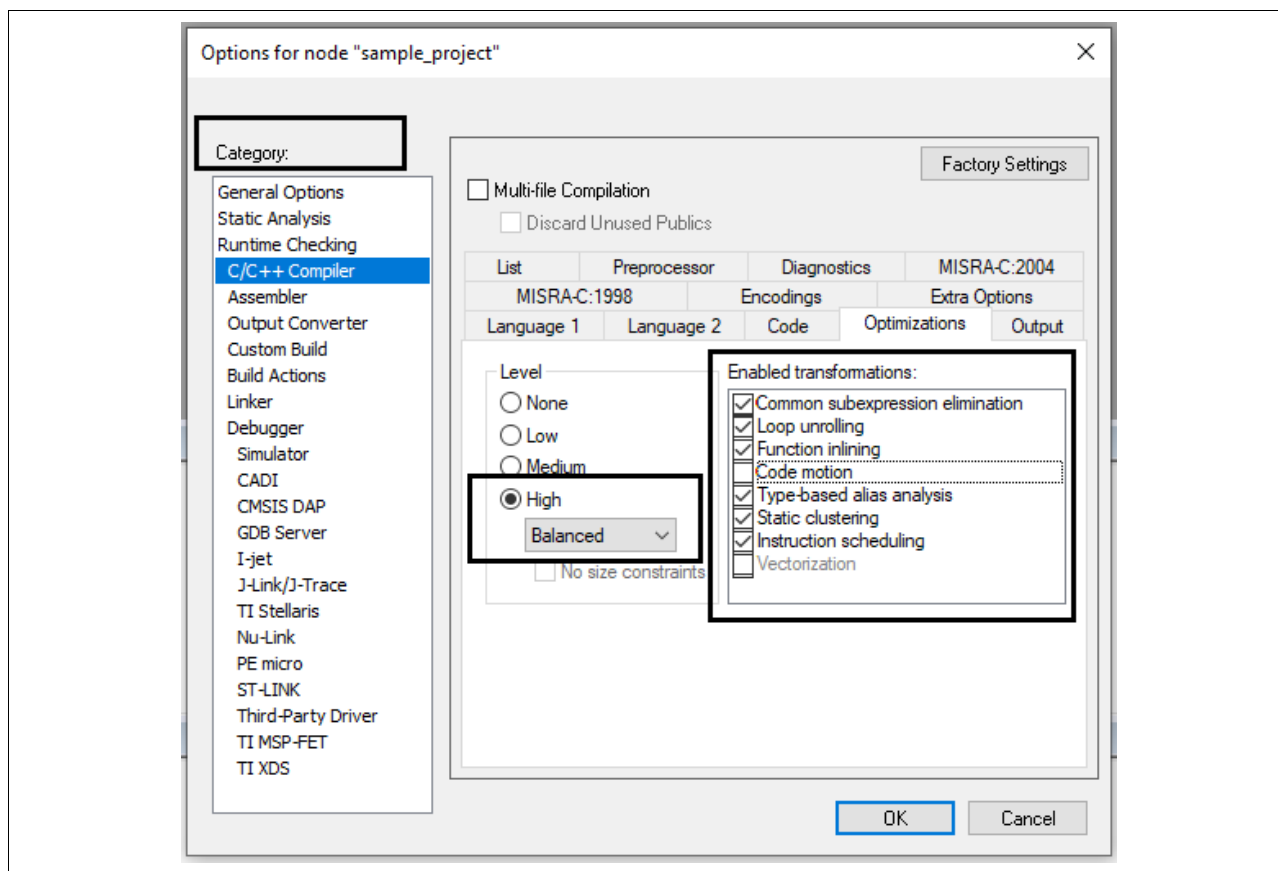 Options for node "sample_project"
Category:
General Options
Static Analysis
Runtime Checking
C/C++ Compiler
Assembler
Output Converter
Custom Build
Build Actions
Linker
Debugger
Simulator
CADI
CMSIS DAP
GDB Server
I-jet
J-Link/J-Trace
TI Stellaris
Nu-Link
PE micro
ST-LINK
Third-Party Driver
TI MSP-FET
TI XDS
Factory Settings
Multi-file Compilation
Discard Unused Publics
List Preprocessor Diagnostics MISRA-C:2004
MISRA-C:1998 Encodings Extra Options
Language 1 Language 2 Code Optimizations Output
Level
None
Low
Medium
High
Balanced
No size constraints
Enabled transformations:
Common subexpression elimination
Loop unrolling
Function inlining
Code motion
Type-based alias analysis
Static clustering
Instruction scheduling
Vectorization
OK Cancel